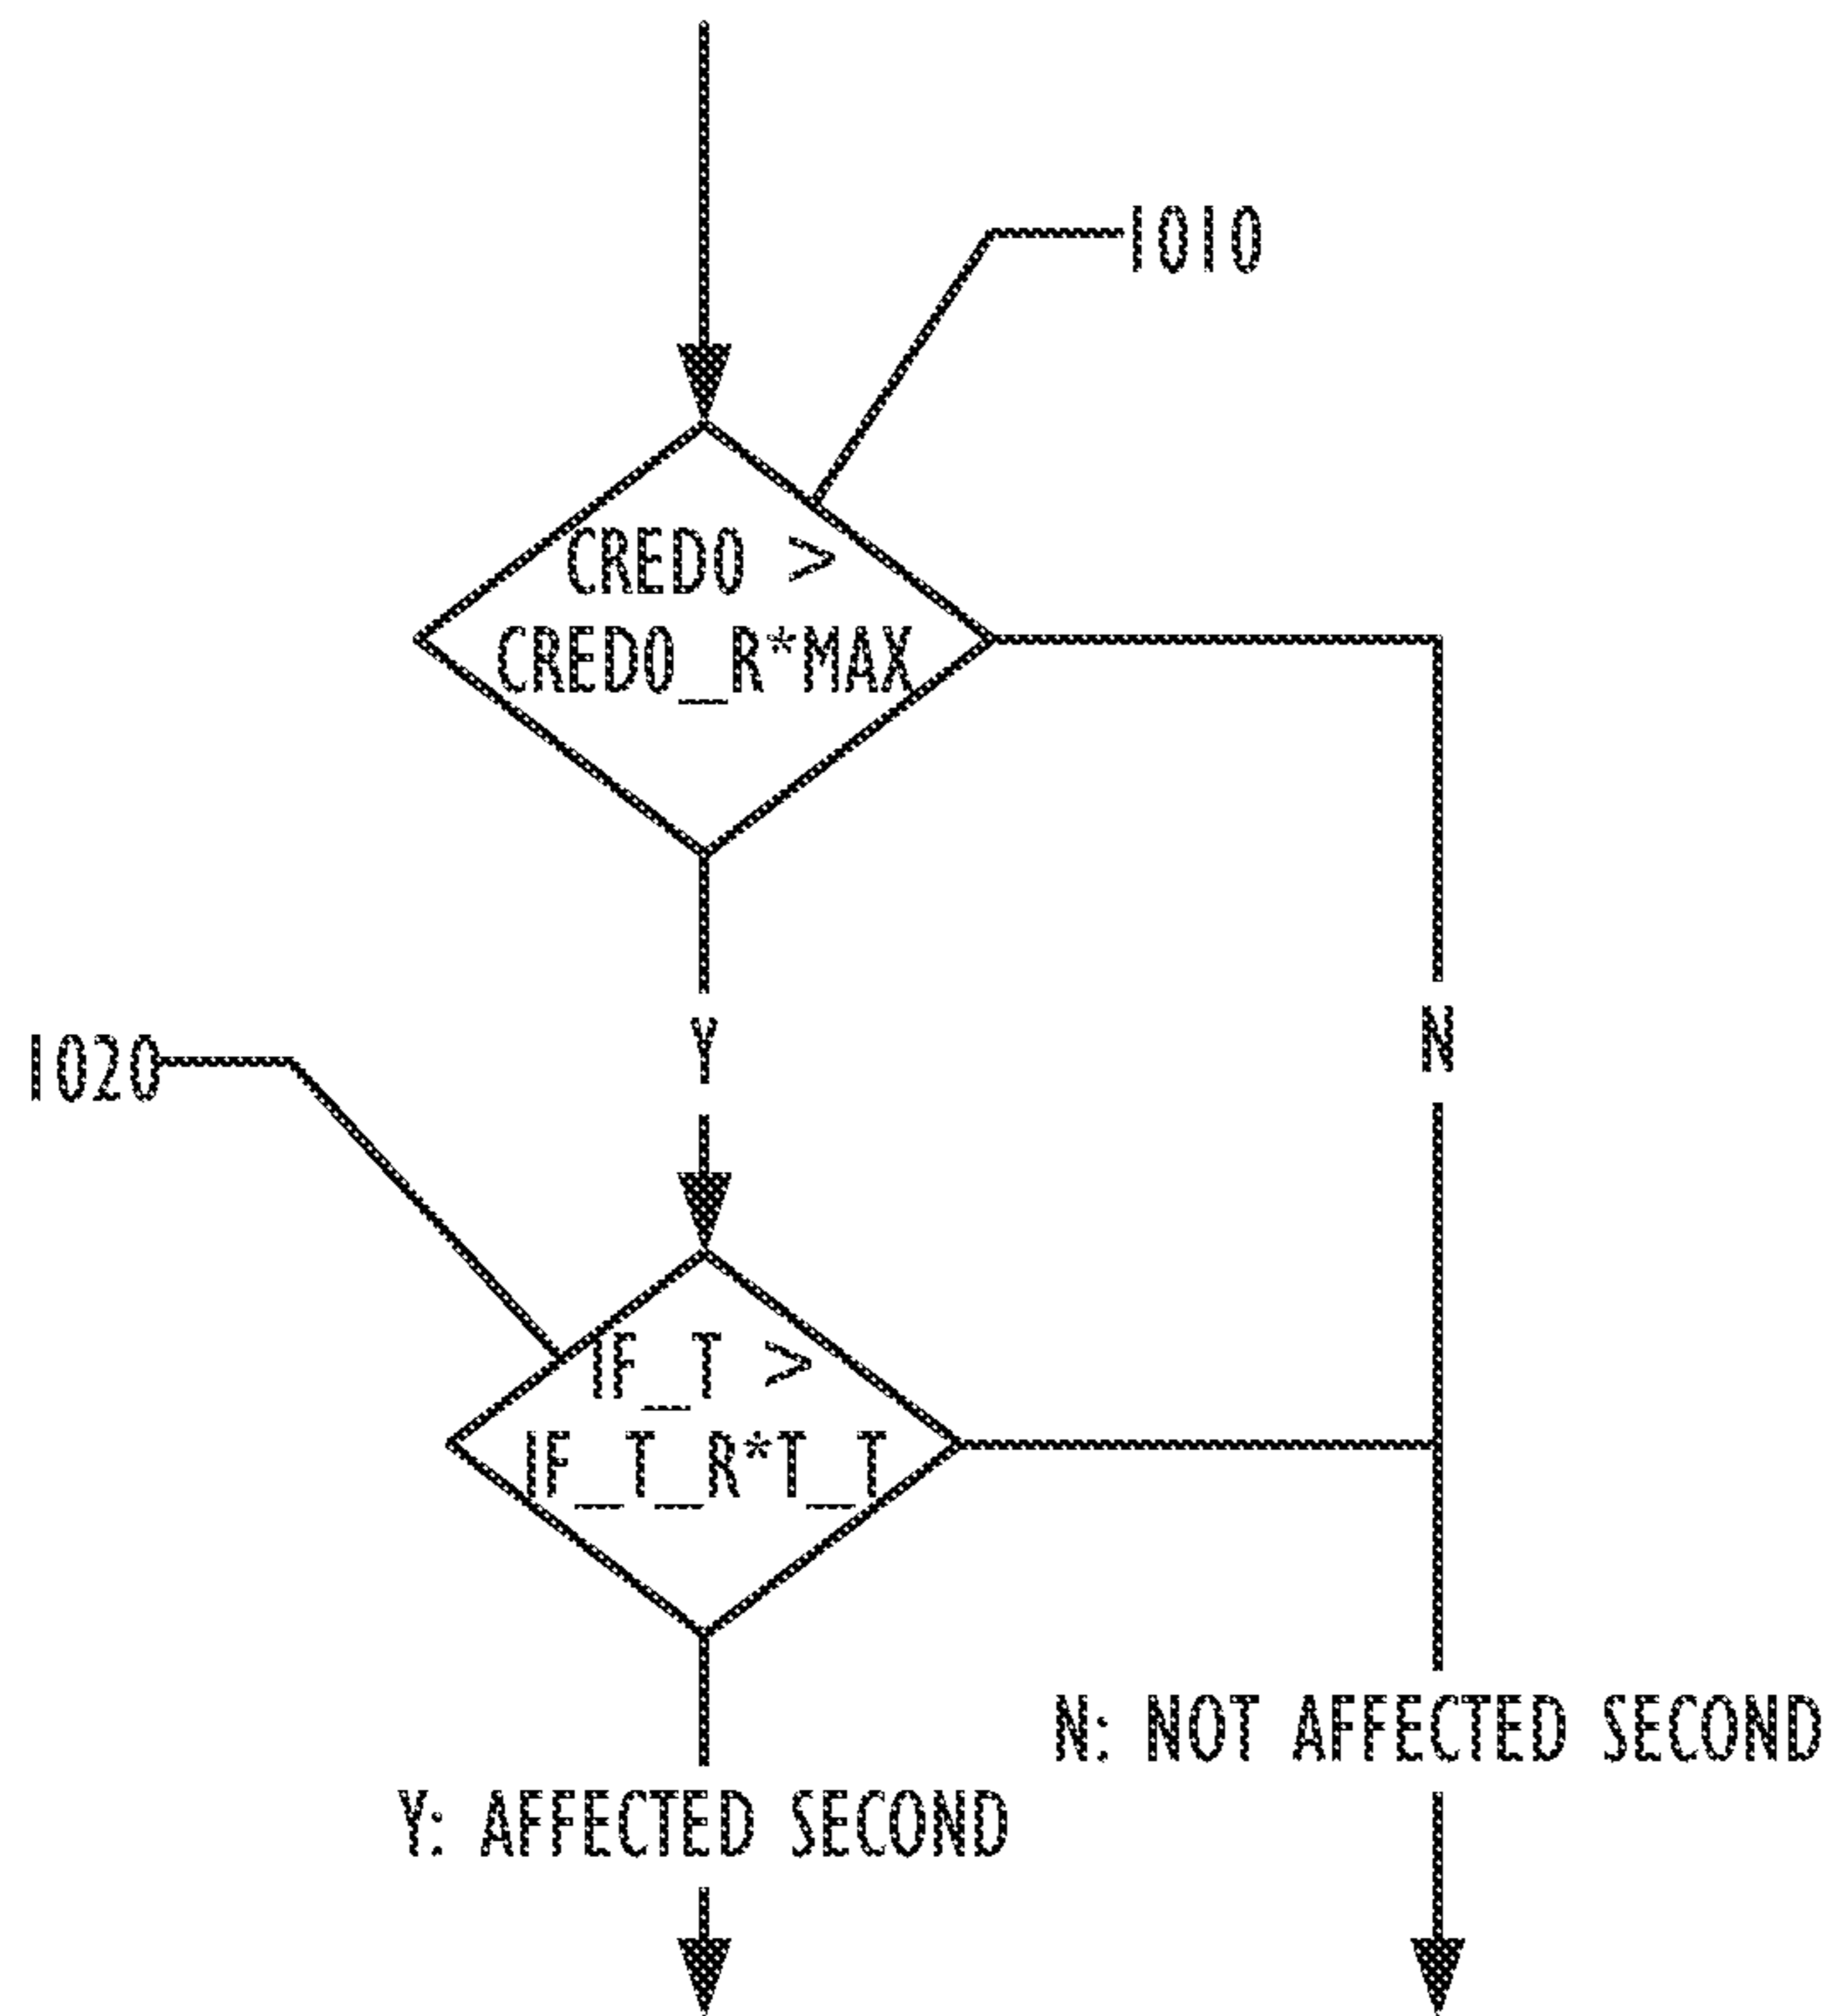 1010
CREDO >
CREDO_R*MAX
Y
N
1020
IF_T >
IF_T_R*T_T
N: NOT AFFECTED SECOND
Y: AFFECTED SECOND